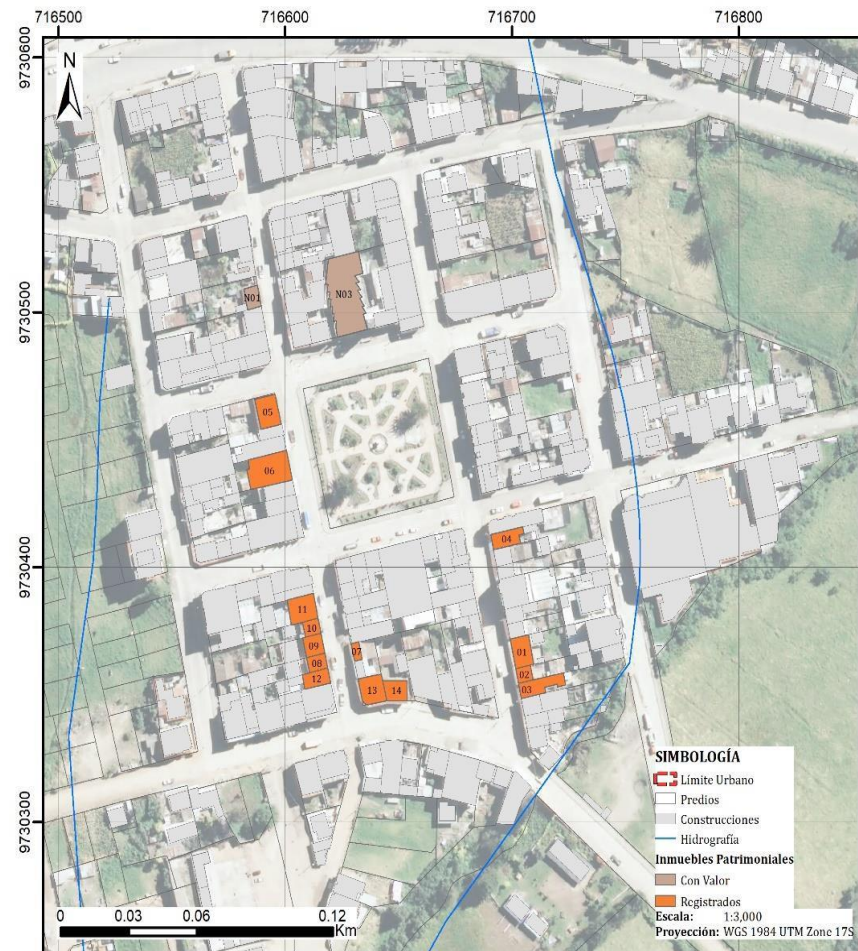 716500 716600 716700 716800
9730600
N
N01
N03
9730500
05
06
04
9730400
11
10
09
08
12
07
13
14
01
02
03
9730300
SIMBOLOGÍA
Límite Urbano
Predios
Construcciones
Hidrografía
Inmuebles Patrimoniales
Con Valor
Registrados
Escala: 1:3,000
Proyección: WGS 1984 UTM Zone 17S
0 0.03 0.06 0.12
Km